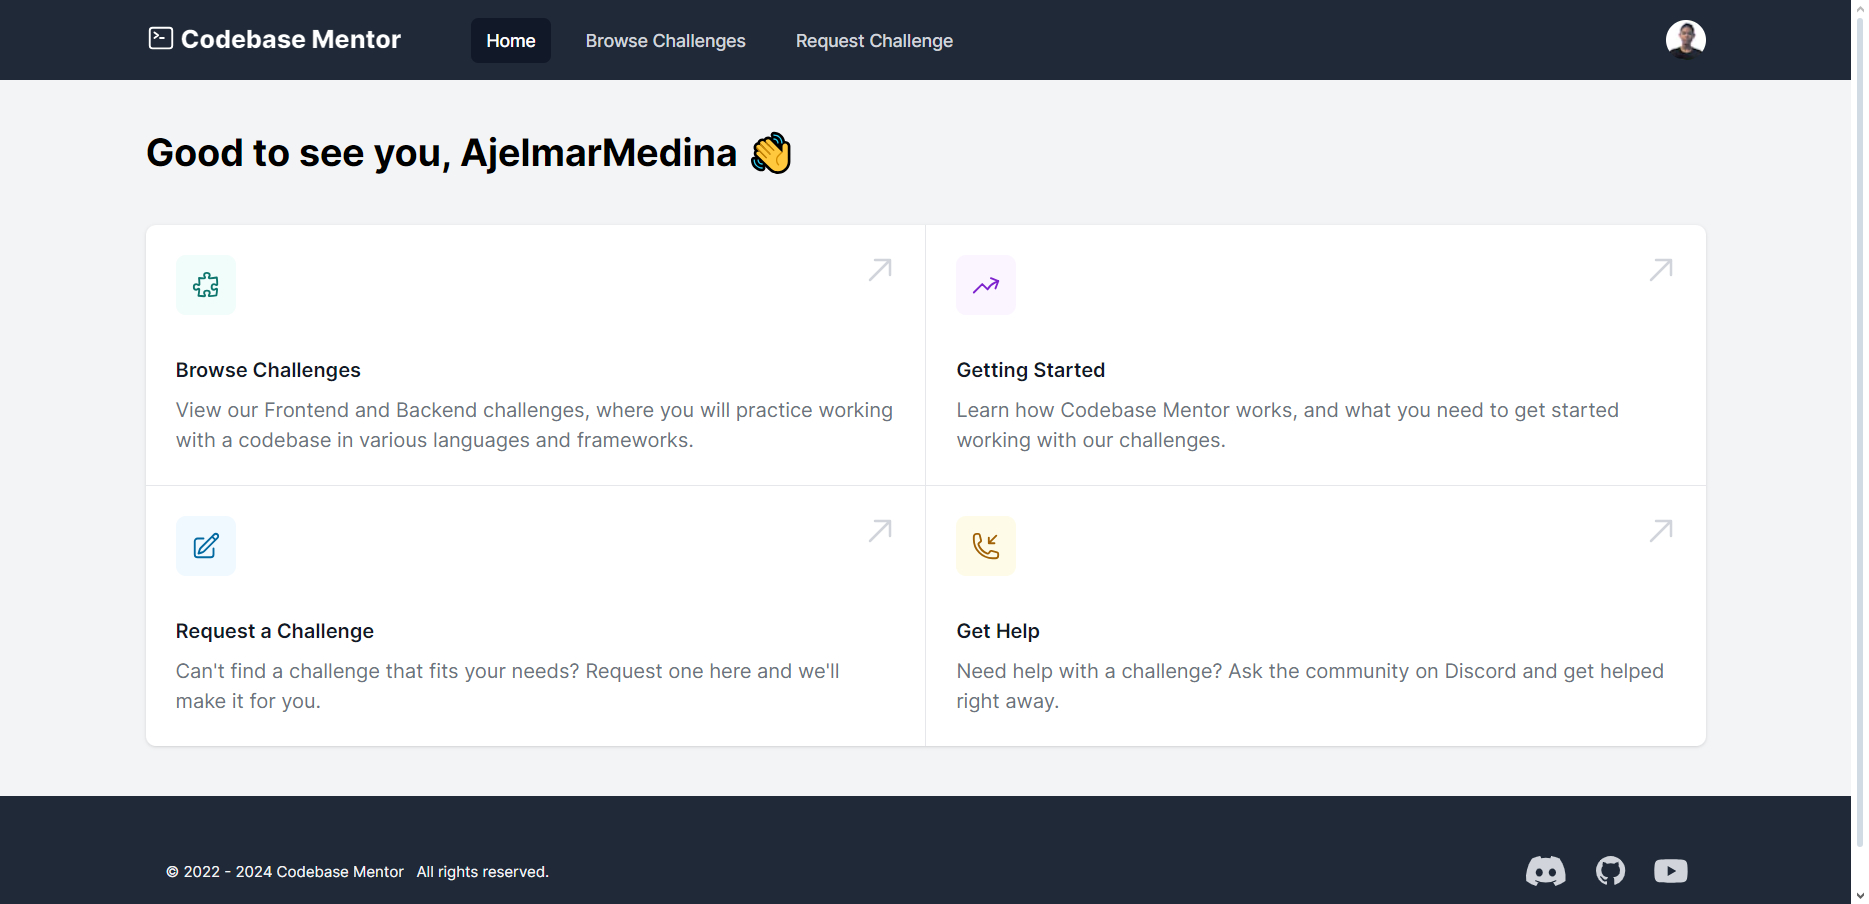 Codebase Mentor
Home
Browse Challenges
Request Challenge
Good to see you, AjelmarMedina 👋
Browse Challenges
View our Frontend and Backend challenges, where you will practice working
with a codebase in various languages and frameworks.
Getting Started
Learn how Codebase Mentor works, and what you need to get started
working with our challenges.
Request a Challenge
Can't find a challenge that fits your needs? Request one here and we'll
make it for you.
Get Help
Need help with a challenge? Ask the community on Discord and get helped
right away.
© 2022 - 2024 Codebase Mentor All rights reserved.